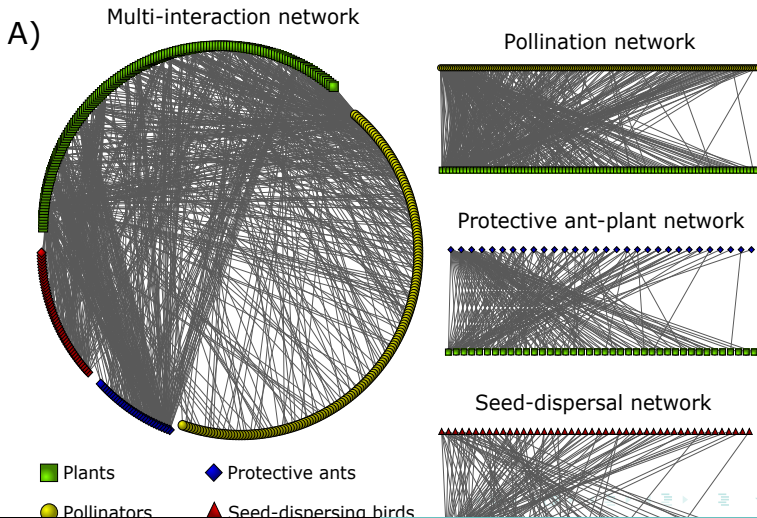 Multi-interaction network
A)
Pollination network
Protective ant-plant network
Seed-dispersal network
Plants
Protective ants
Pollinators
Seed-dispersing birds